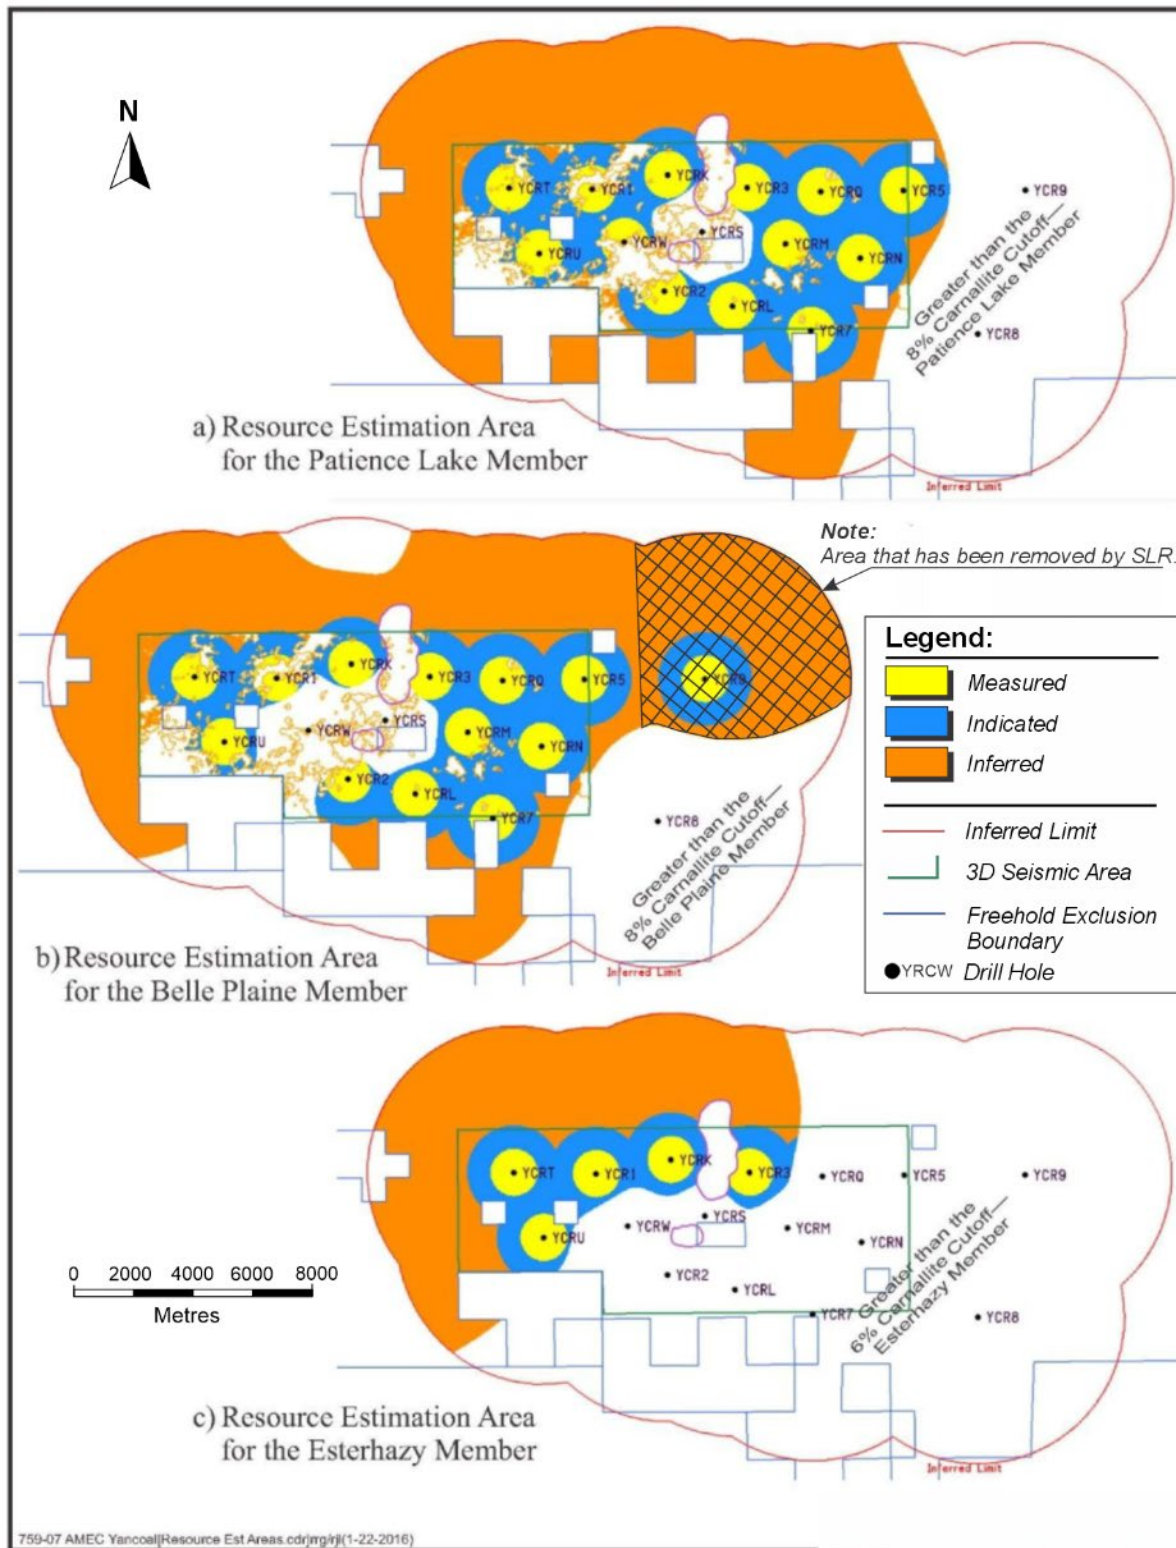 N
YCRT
YCR1
YCRK
YCR3
YCRQ
YCR5
YCR9
YCRU
YCRW
YCRS
YCRM
YCRN
YCR2
YCRL
YCR7
YCR8
Greater than the
8% Carnallite Cutoff—
Patience Lake Member
a) Resource Estimation Area
for the Patience Lake Member
Inferred Limit
Note:
Area that has been removed by SLR.
YCRT
YCR1
YCRK
YCR3
YCRQ
YCR5
YCR9
YCRU
YCRW
YCRS
YCRM
YCRN
YCR2
YCRL
YCR7
YCR8
Greater than the
8% Carnallite Cutoff—
Belle Plaine Member
b) Resource Estimation Area
for the Belle Plaine Member
Inferred Limit
Legend:
Measured
Indicated
Inferred
Inferred Limit
3D Seismic Area
Freehold Exclusion
Boundary
YRCW Drill Hole
YCRT
YCR1
YCRK
YCR3
YCRQ
YCR5
YCR9
YCRU
YCRW
YCRS
YCRM
YCRN
YCR2
YCRL
YCR7
YCR8
Greater than the
6% Carnallite Cutoff—
Esterhazy Member
0 2000 4000 6000 8000
Metres
c) Resource Estimation Area
for the Esterhazy Member
Inferred Limit
759-07 AMEC Yancoal|Resource Est Areas.cdr|rrg/rjl(1-22-2016)